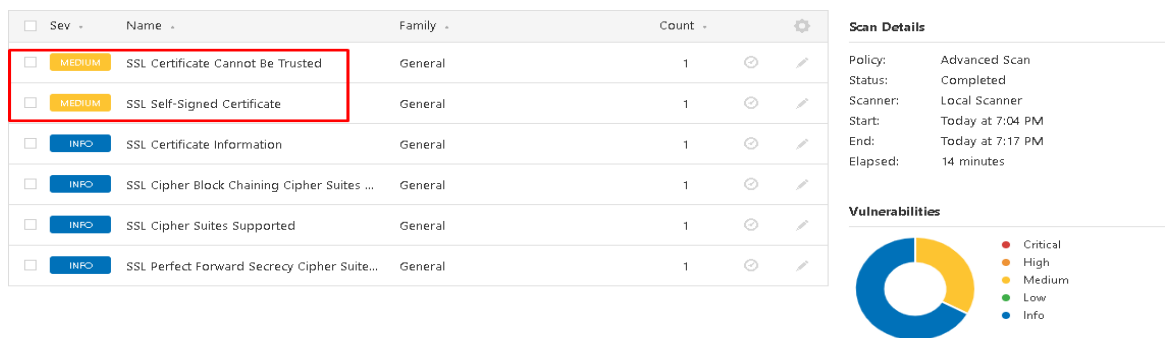 Sev Name Family Count
MEDIUM SSL Certificate Cannot Be Trusted General 1
MEDIUM SSL Self-Signed Certificate General 1
INFO SSL Certificate Information General 1
INFO SSL Cipher Block Chaining Cipher Suites ... General 1
INFO SSL Cipher Suites Supported General 1
INFO SSL Perfect Forward Secrecy Cipher Suite... General 1
Scan Details
Policy: Advanced Scan
Status: Completed
Scanner: Local Scanner
Start: Today at 7:04 PM
End: Today at 7:17 PM
Elapsed: 14 minutes
Vulnerabilities
Critical
High
Medium
Low
Info